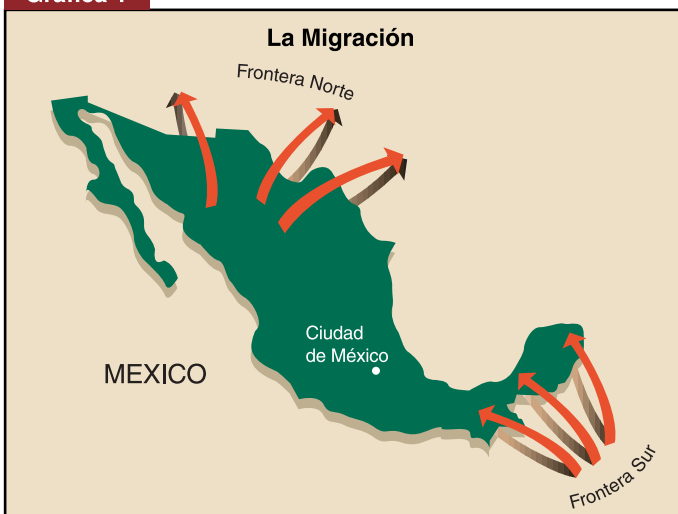 La Migración
Frontera Norte
Ciudad
de México
MEXICO
Frontera Sur